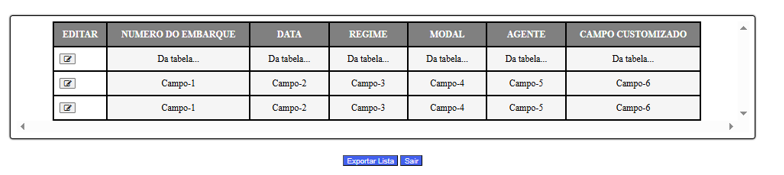 EDITAR NUMERO DO EMBARQUE DATA REGIME MODAL AGENTE CAMPO CUSTOMIZADO
Da tabela... Da tabela... Da tabela... Da tabela... Da tabela... Da tabela...
Campo-1 Campo-2 Campo-3 Campo-4 Campo-5 Campo-6
Campo-1 Campo-2 Campo-3 Campo-4 Campo-5 Campo-6
Exportar Lista Sair